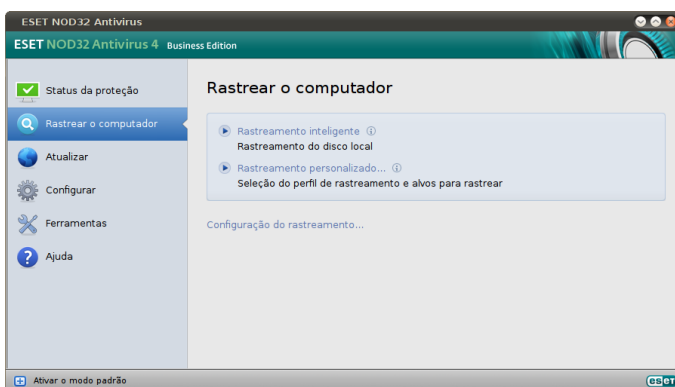 ESET NOD32 Antivirus
ESET NOD32 Antivirus 4 Business Edition
Status da proteção
Rastrear o computador
Atualizar
Configurar
Ferramentas
Ajuda
Rastrear o computador
Rastreamento inteligente
Rastreamento do disco local
Rastreamento personalizado...
Seleção do perfil de rastreamento e alvos para rastrear
Configuração do rastreamento...
Ativar o modo padrão
eset